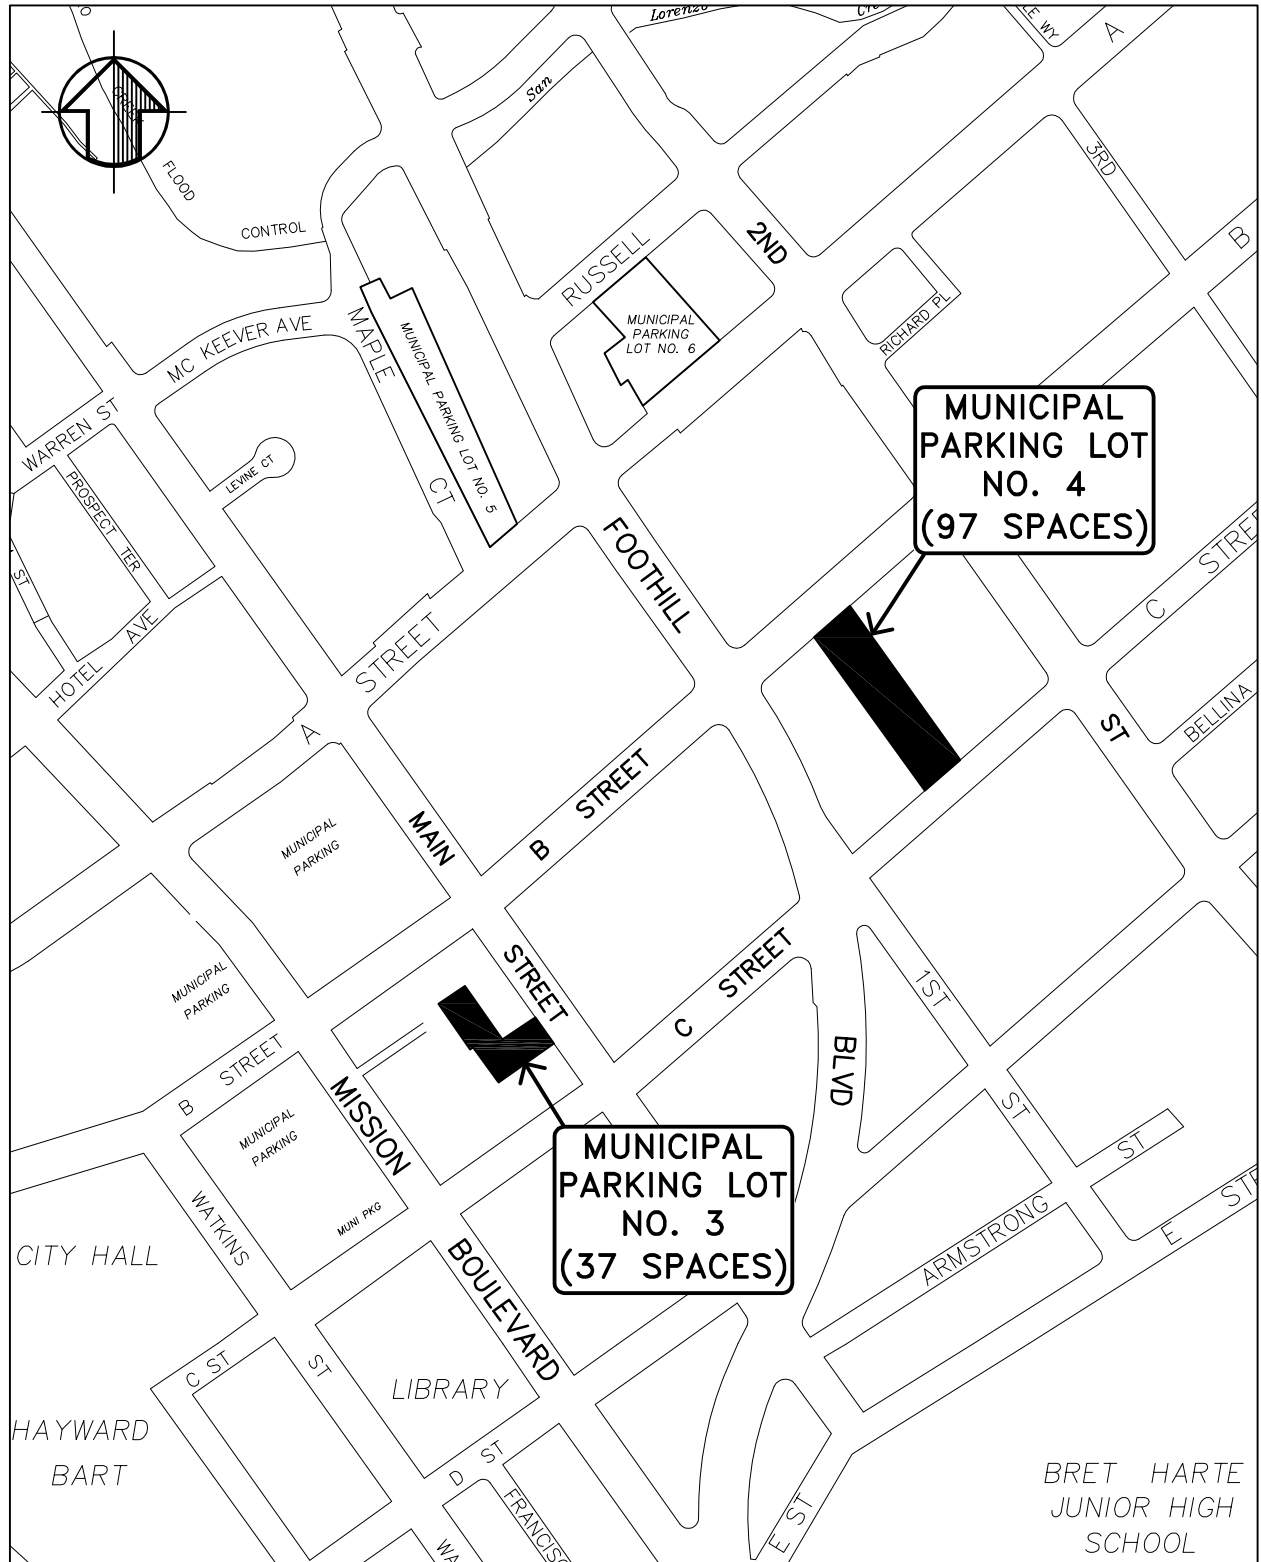 Lorenzo
San
CREEK
FLOOD
CONTROL
A
3RD
B
2ND
RUSSELL
RICHARD PL
MC KEEVER AVE
MAPLE
CT
MUNICIPAL PARKING LOT NO. 5
MUNICIPAL
PARKING
LOT NO. 6
WARREN ST
PROSPECT TER
LEVINE CT
ST
HOTEL AVE
MUNICIPAL
PARKING LOT
NO. 4
(97 SPACES)
FOOTHILL
C
A STREET
ST
BELLINA
MAIN
STREET
B STREET
MUNICIPAL
PARKING
MUNICIPAL
PARKING
C STREET
1ST
ST
BLVD
B STREET
MUNICIPAL
PARKING
MUNI PKG
MISSION
BOULEVARD
MUNICIPAL
PARKING LOT
NO. 3
(37 SPACES)
WATKINS
ST
ST
ARMSTRONG
E
CITY HALL
C ST
LIBRARY
D ST
HAYWARD
BART
E ST
BRET HARTE
JUNIOR HIGH
SCHOOL